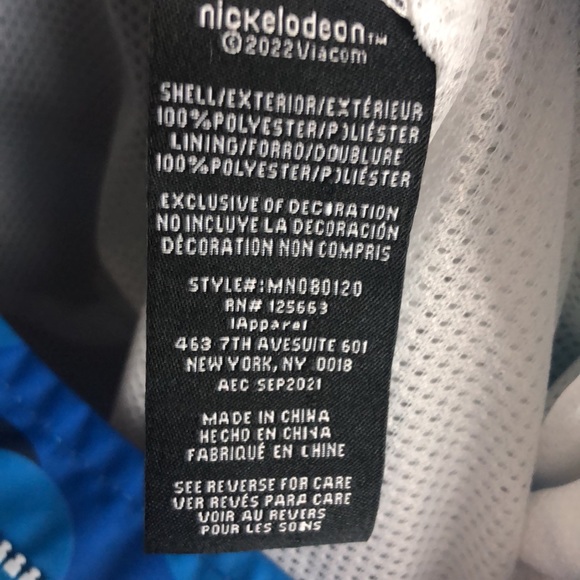 nickelodeon™
©2022Viacom
SHELL/EXTERIOR/EXTÉRIEUR
100%POLYESTER/POLIÉSTER
LINING/FORRO/DOUBLURE
100%POLYESTER/POLIÉSTER
EXCLUSIVE OF DECORATION
NO INCLUYE LA DECORACIÓN
DÉCORATION NON COMPRIS
STYLE#:MN080120
RN# 125663
IApparel
463 7TH AVESUITE 601
NEW YORK, NY 0018
AEC SEP2021
MADE IN CHINA
HECHO EN CHINA
FABRIQUÉ EN CHINE
SEE REVERSE FOR CARE
VER REVÉS PARA CARE
VOIR AU REVERS
POUR LES SOINS